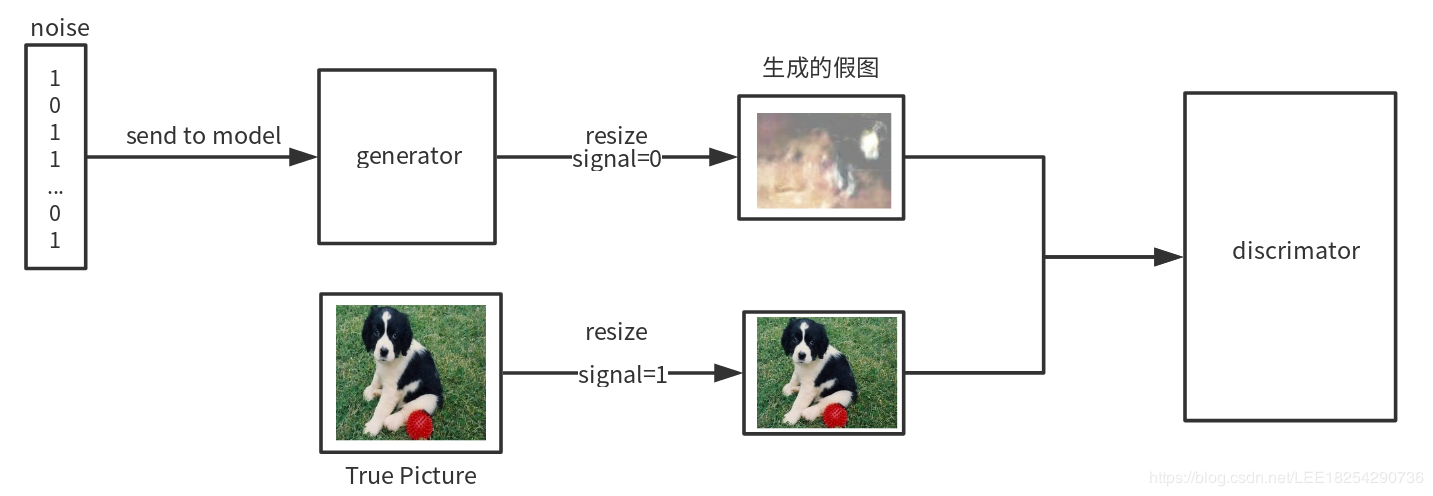 noise
1
0
1
1
...
0
1
send to model
generator
resize
signal=0
生成的假图
discrimator
True Picture
resize
signal=1
https://blog.csdn.net/LEE18254290736